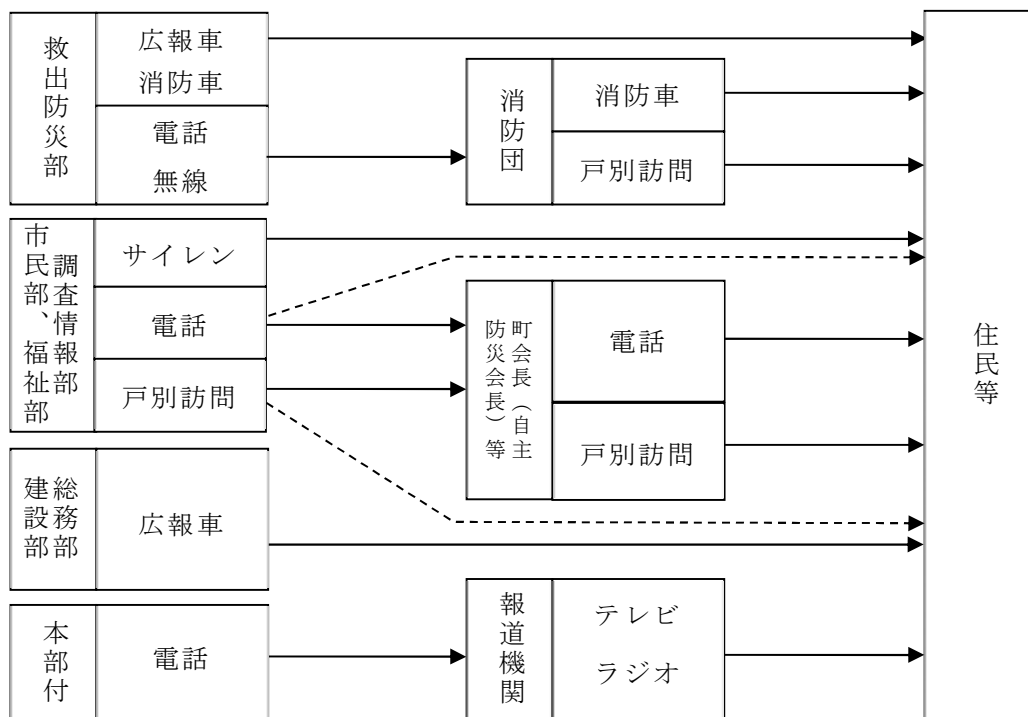 救出防災部
広報車
消防車
電話
無線
消防団
消防車
戸別訪問
調査情報部
市民部、福祉部
サイレン
電話
戸別訪問
町会長（自主
防災会長）等
電話
戸別訪問
総務部
建設部
広報車
本部付
電話
報道機関
テレビ
ラジオ
住民等